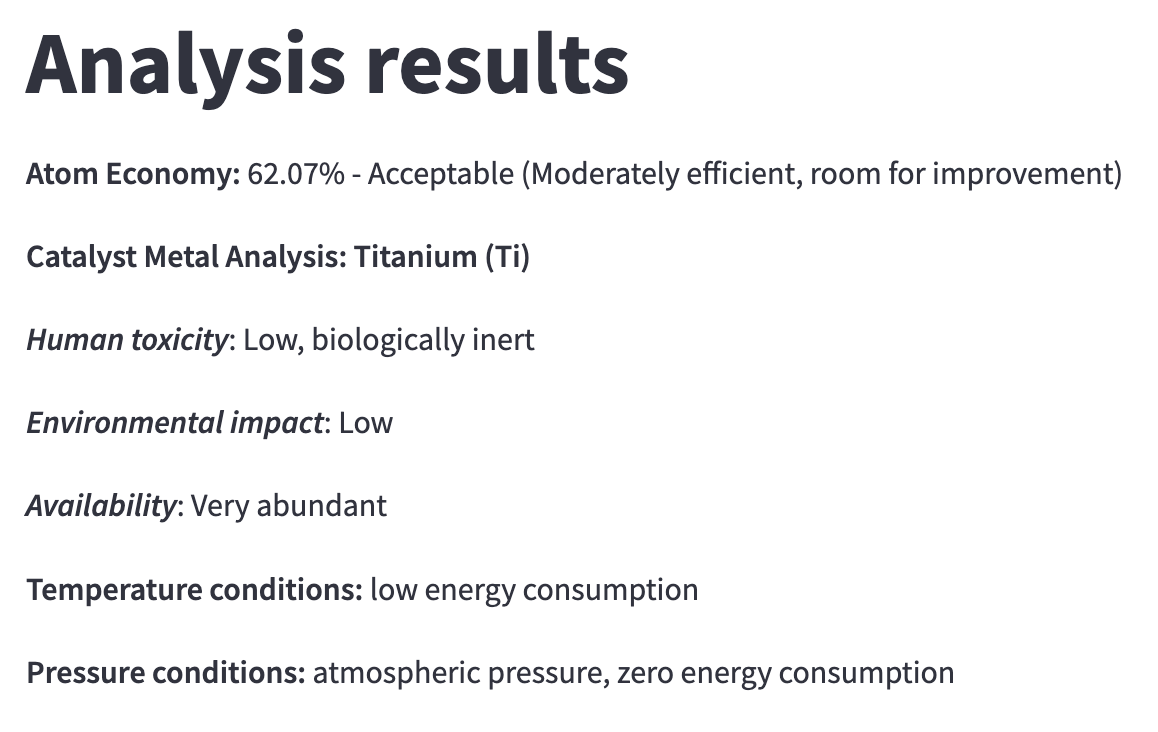 Analysis results
Atom Economy: 62.07% - Acceptable (Moderately efficient, room for improvement)
Catalyst Metal Analysis: Titanium (Ti)
Human toxicity: Low, biologically inert
Environmental impact: Low
Availability: Very abundant
Temperature conditions: low energy consumption
Pressure conditions: atmospheric pressure, zero energy consumption